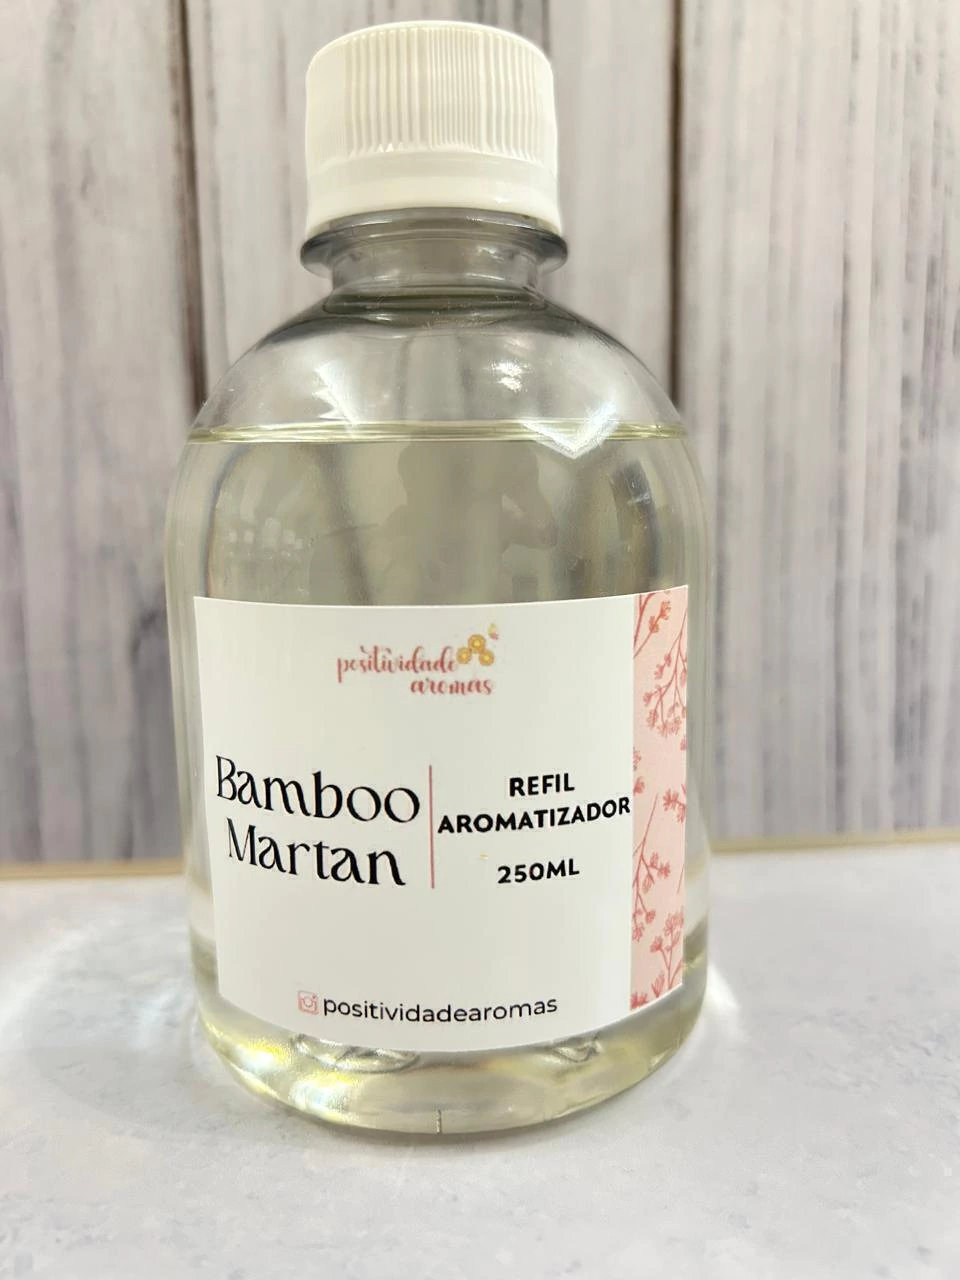 positividade
aromas
Bamboo
Martan
REFIL
AROMATIZADOR
250ML
positividadearomas